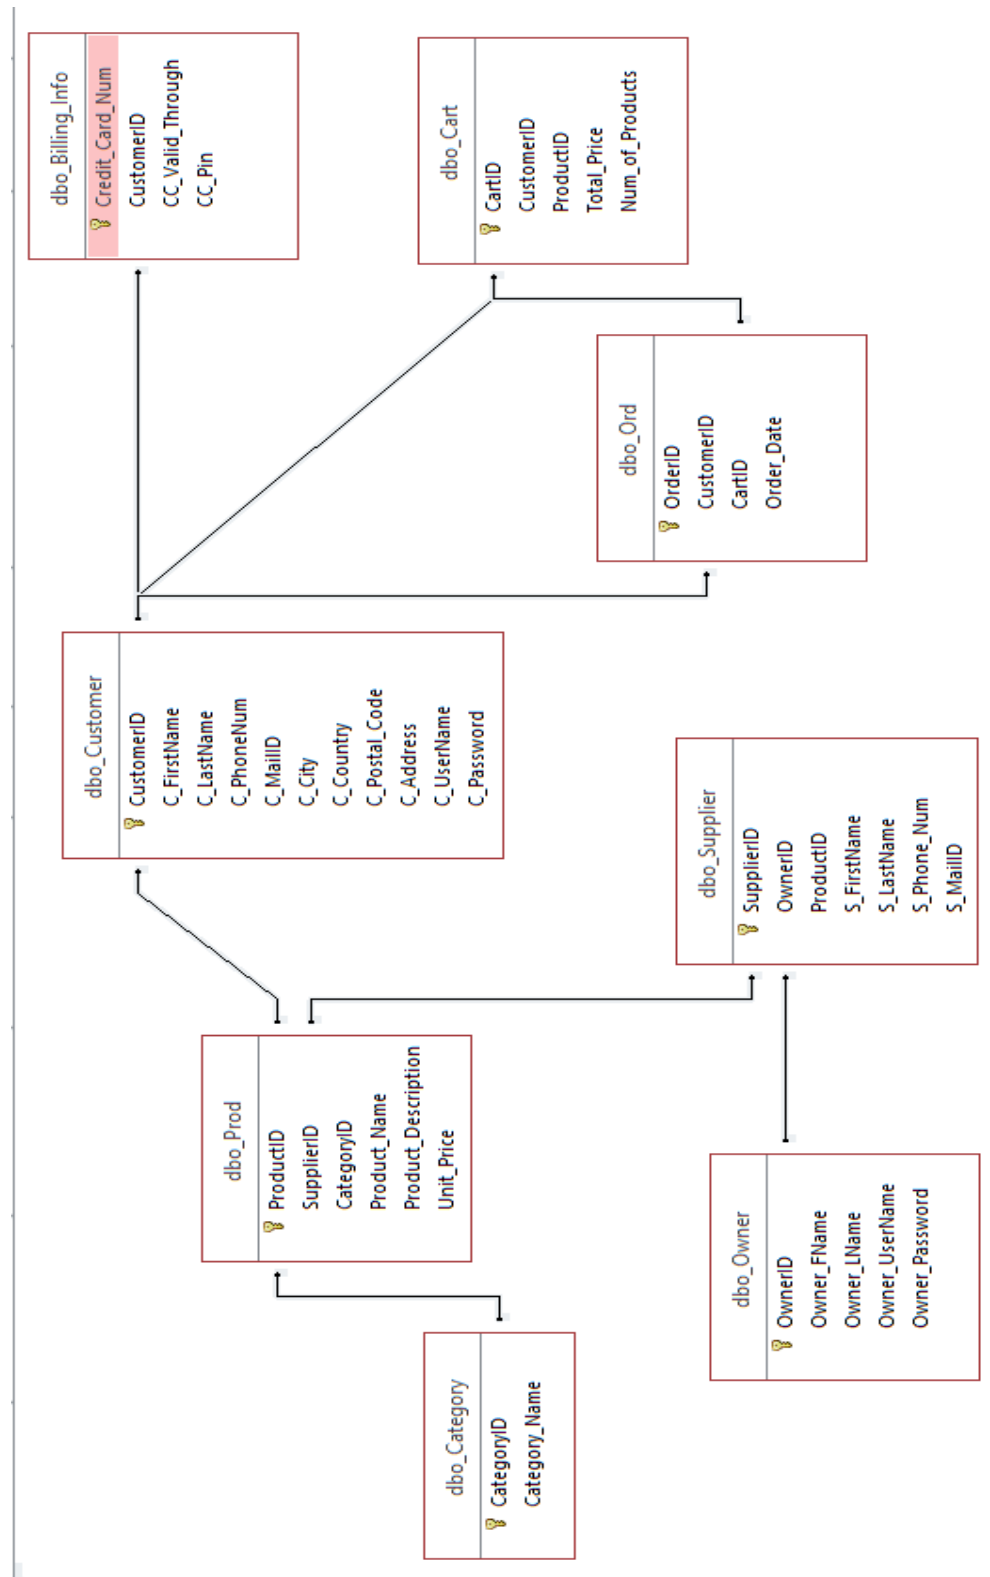 dbo_Category
CategoryID
Category_Name
dbo_Prod
ProductID
SupplierID
CategoryID
Product_Name
Product_Description
Unit_Price
dbo_Customer
CustomerID
C_FirstName
C_LastName
C_PhoneNum
C_MailID
C_City
C_Country
C_Postal_Code
C_Address
C_UserName
C_Password
dbo_Billing_Info
Credit_Card_Num
CustomerID
CC_Valid_Through
CC_Pin
dbo_Cart
CartID
CustomerID
ProductID
Total_Price
Num_of_Products
dbo_Ord
OrderID
CustomerID
CartID
Order_Date
dbo_Owner
OwnerID
Owner_FName
Owner_LName
Owner_UserName
Owner_Password
dbo_Supplier
SupplierID
OwnerID
ProductID
S_FirstName
S_LastName
S_Phone_Num
S_MailID